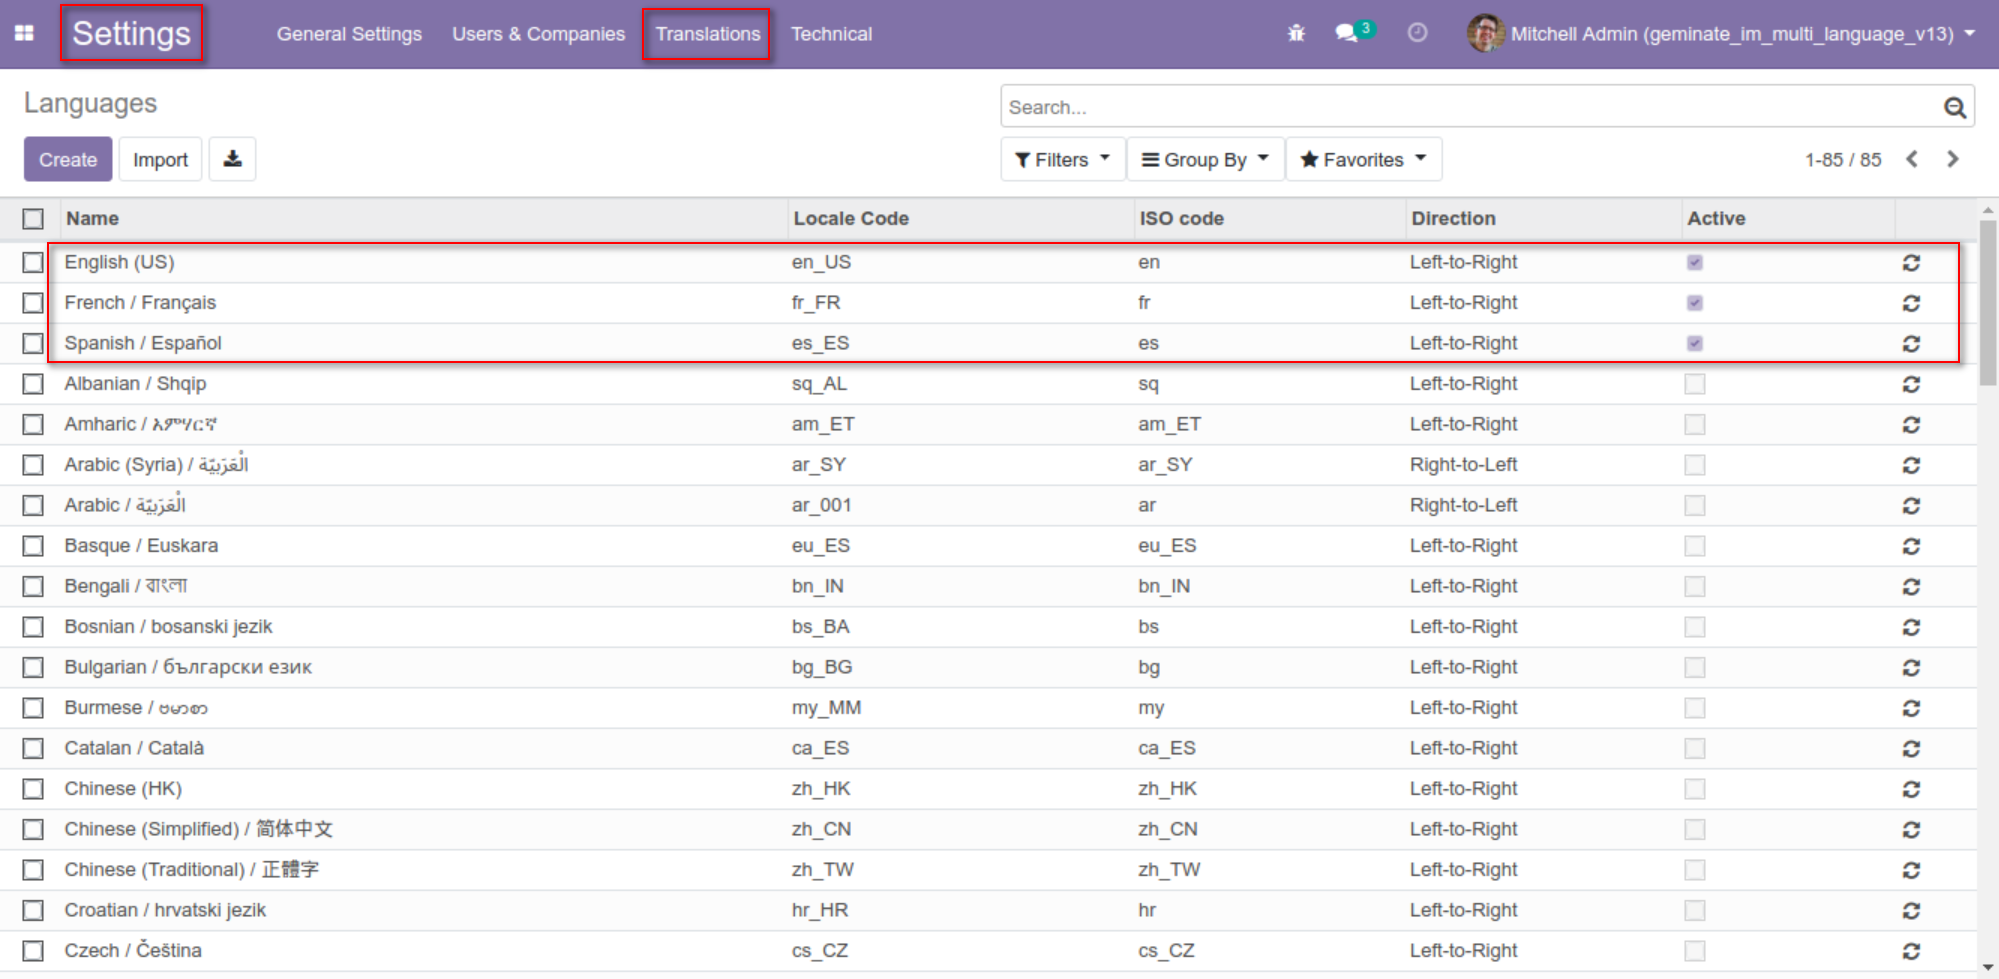 Settings General Settings Users & Companies Translations Technical 3 Mitchell Admin (geminate_im_multi_language_v13)
Languages Search...
Create Import Filters Group By Favorites 1-85 / 85
Name Locale Code ISO code Direction Active
English (US) en_US en Left-to-Right
French / Français fr_FR fr Left-to-Right
Spanish / Español es_ES es Left-to-Right
Albanian / Shqip sq_AL sq Left-to-Right
Amharic / አምሃርኛ am_ET am_ET Left-to-Right
Arabic (Syria) / الْعَرَبيّة ar_SY ar_SY Right-to-Left
Arabic / الْعَرَبيّة ar_001 ar Right-to-Left
Basque / Euskara eu_ES eu_ES Left-to-Right
Bengali / বাংলা bn_IN bn_IN Left-to-Right
Bosnian / bosanski jezik bs_BA bs Left-to-Right
Bulgarian / български език bg_BG bg Left-to-Right
Burmese / ဗမာစာ my_MM my Left-to-Right
Catalan / Català ca_ES ca_ES Left-to-Right
Chinese (HK) zh_HK zh_HK Left-to-Right
Chinese (Simplified) / 简体中文 zh_CN zh_CN Left-to-Right
Chinese (Traditional) / 正體字 zh_TW zh_TW Left-to-Right
Croatian / hrvatski jezik hr_HR hr Left-to-Right
Czech / Čeština cs_CZ cs_CZ Left-to-Right